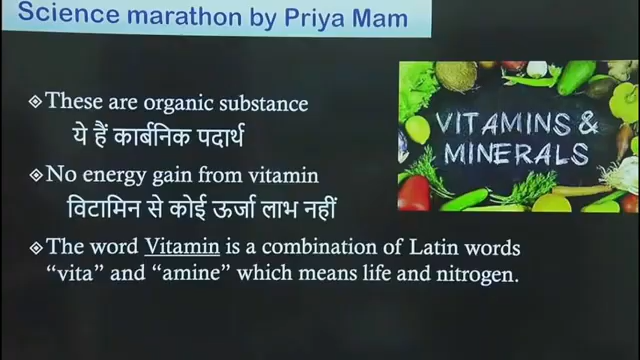 Science marathon by Priya Mam
These are organic substance
ये हैं कार्बनिक पदार्थ
No energy gain from vitamin
विटामिन से कोई ऊर्जा लाभ नहीं
The word Vitamin is a combination of Latin words
“vita” and “amine” which means life and nitrogen.
VITAMINS &
MINERALS